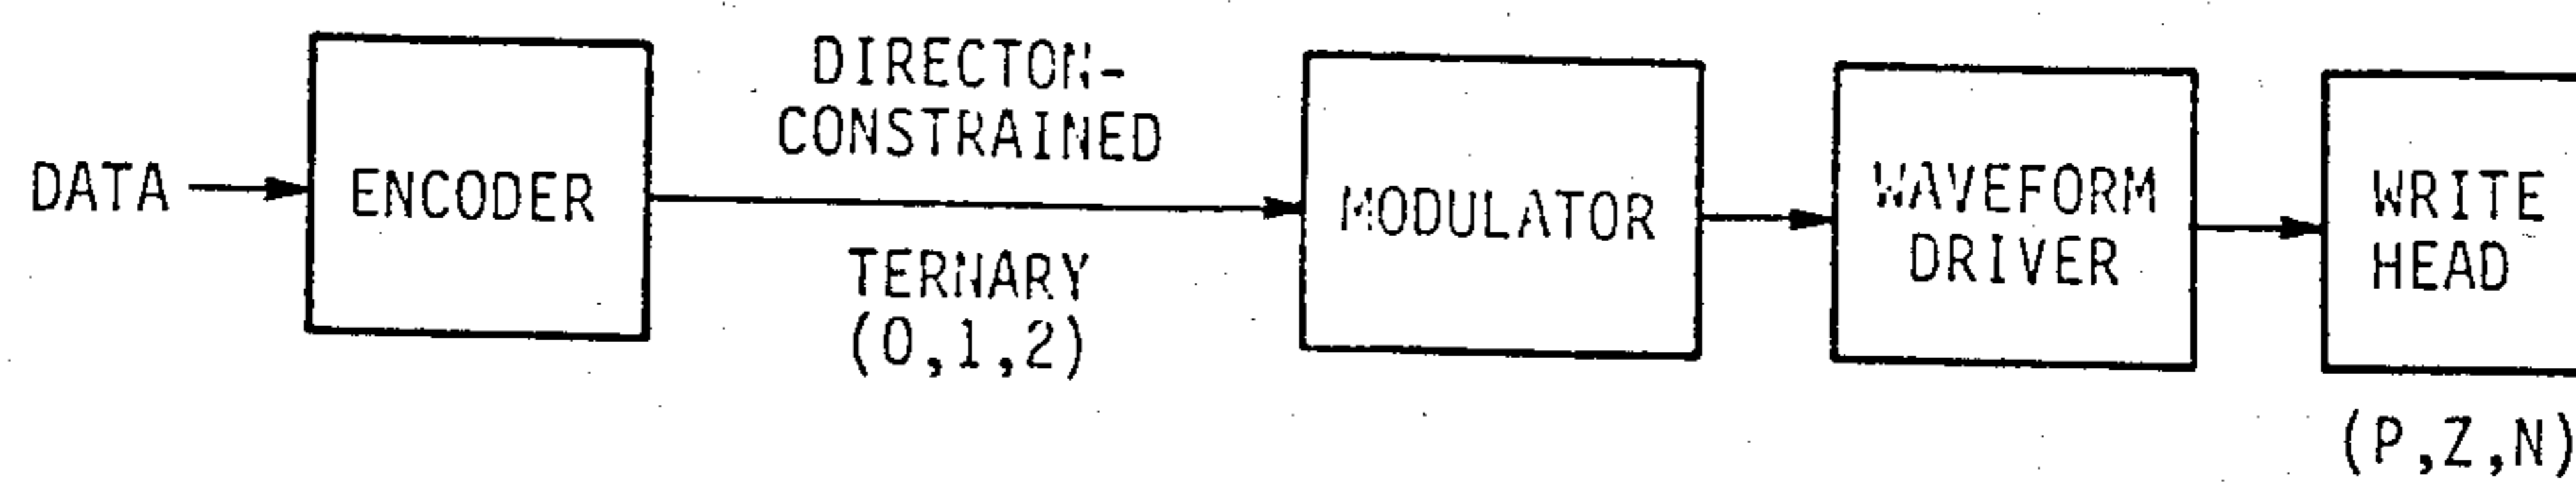 DATA
ENCODER
DIRECTON-
CONSTRAINED
TERNARY
(0,1,2)
MODULATOR
WAVEFORM
DRIVER
WRITE
HEAD
(P,Z,N)